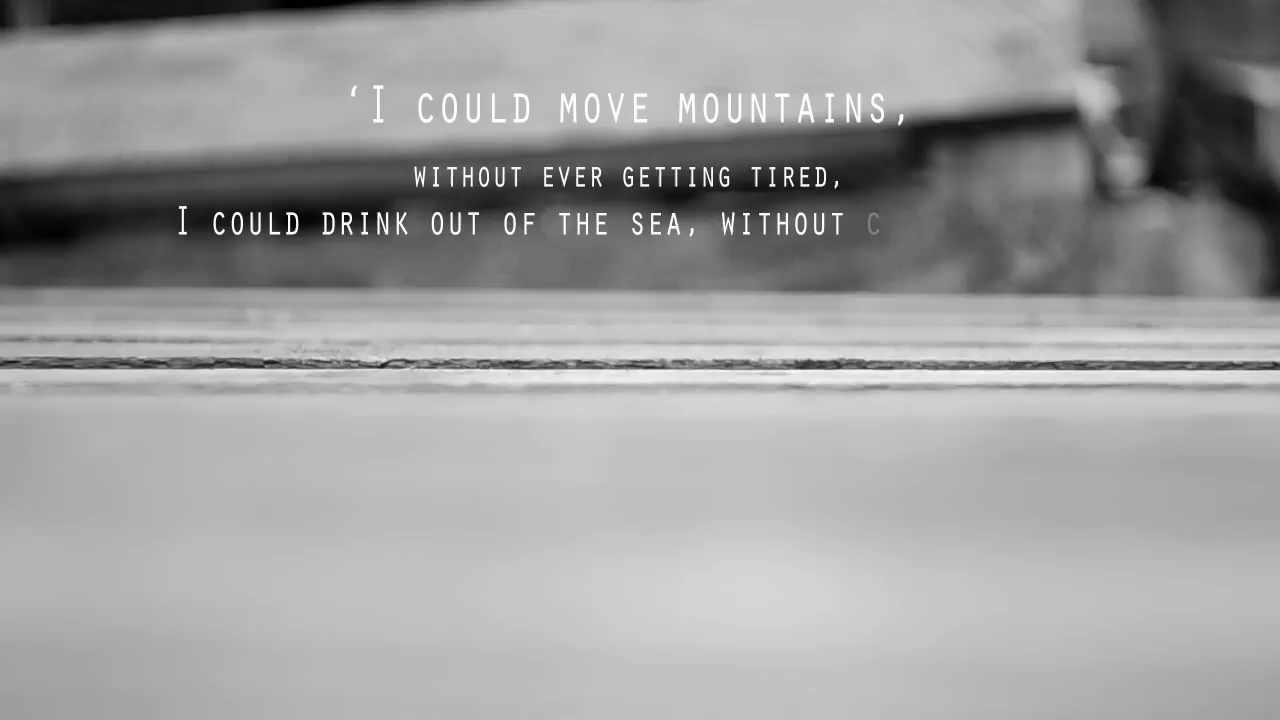 ‘I COULD MOVE MOUNTAINS,
WITHOUT EVER GETTING TIRED,
I COULD DRINK OUT OF THE SEA, WITHOUT C